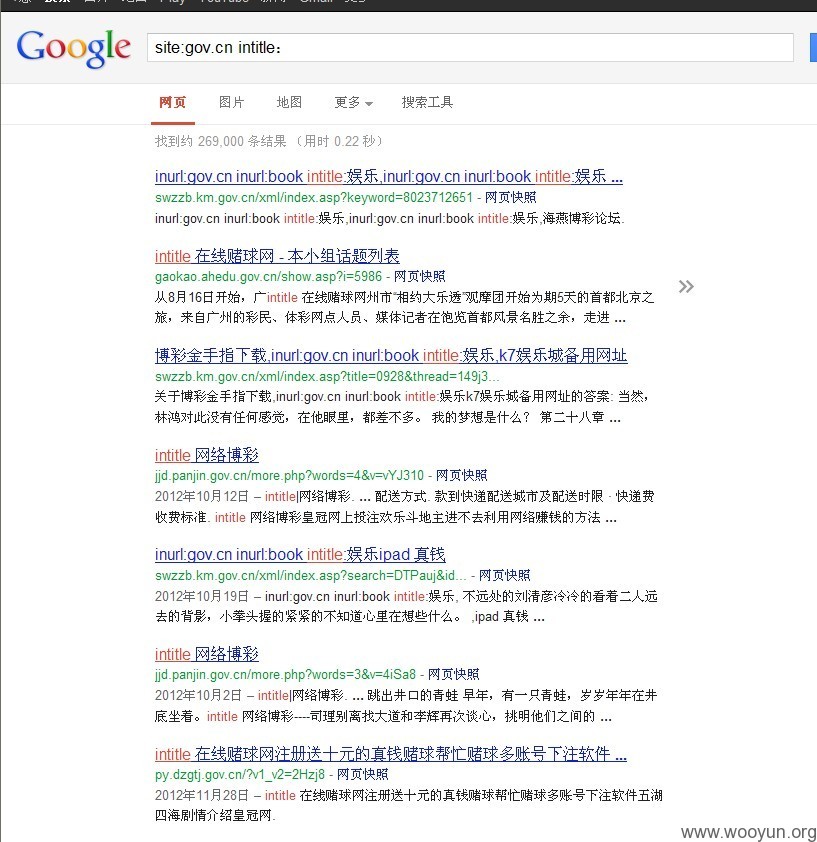 Google
site:gov.cn intitle:
网页 图片 地图 更多 搜索工具
找到约 269,000 条结果 （用时 0.22 秒）
inurl:gov.cn inurl:book intitle:娱乐,inurl:gov.cn inurl:book intitle:娱乐 ...
swzzb.km.gov.cn/xml/index.asp?keyword=8023712651 - 网页快照
inurl:gov.cn inurl:book intitle:娱乐,inurl:gov.cn inurl:book intitle:娱乐,海燕博彩论坛.
intitle 在线赌球网 - 本小组话题列表
gaokao.ahedu.gov.cn/show.asp?i=5986 - 网页快照
从8月16日开始，广intitle 在线赌球网州市“相约大乐透”观摩团开始为期5天的首都北京之
旅，来自广州的彩民、体彩网点人员、媒体记者在饱览首都风景名胜之余，走进 ...
博彩金手指下载,inurl:gov.cn inurl:book intitle:娱乐,k7娱乐城备用网址
swzzb.km.gov.cn/xml/index.asp?title=0928&thread=149j3...
关于博彩金手指下载,inurl:gov.cn inurl:book intitle:娱乐k7娱乐城备用网址的答案: 当然，
林鸿对此没有任何感觉，在他眼里，都差不多。 我的梦想是什么？ 第二十八章 ...
intitle 网络博彩
jjd.panjin.gov.cn/more.php?words=4&v=vYJ310 - 网页快照
2012年10月12日 – intitle|网络博彩. ... 配送方式. 款到快递配送城市及配送时限 · 快递费
收费标准. intitle 网络博彩皇冠网上投注欢乐斗地主进不去利用网络赚钱的方法 ...
inurl:gov.cn inurl:book intitle:娱乐ipad 真钱
swzzb.km.gov.cn/xml/index.asp?search=DTPauj&id... - 网页快照
2012年10月19日 – inurl:gov.cn inurl:book intitle:娱乐, 不远处的刘清彦冷冷的看着二人远
去的背影，小拳头提的紧紧的不知道心里在想些什么。 ,ipad 真钱 ...
intitle 网络博彩
jjd.panjin.gov.cn/more.php?words=3&v=4iSa8 - 网页快照
2012年10月2日 – intitle|网络博彩. ... 跳出井口的青蛙 早年，有一只青蛙，岁岁年年在井
底坐着。intitle 网络博彩----司理别离找大道和李辉再次谈心，挑明他们之间的 ...
intitle 在线赌球网注册送十元的真钱赌球帮忙赌球多账号下注软件 ...
py.dzgtj.gov.cn/?v1_v2=2Hzj8 - 网页快照
2012年11月28日 – intitle 在线赌球网注册送十元的真钱赌球帮忙赌球多账号下注软件五湖
四海剧情介绍皇冠网.
www.wooyun.org